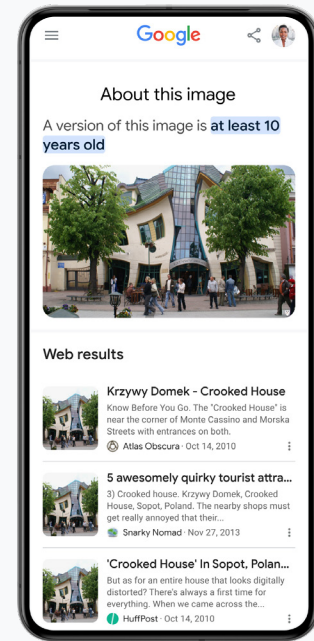 Google
About this image
A version of this image is at least 10
years old
Web results
Krzywy Domek - Crooked House
Know Before You Go. The "Crooked House" is
near the corner of Monte Cassino and Morska
Streets with entrances on both.
Atlas Obscura · Oct 14, 2010
5 awesomely quirky tourist attra...
3) Crooked house. Krzywy Domek, Crooked
House, Sopot, Poland. The nearby shops must
get really annoyed that their...
Snarky Nomad · Nov 27, 2013
'Crooked House' In Sopot, Polan...
But as for an entire house that looks digitally
distorted? There's always a first time for
everything. When we came across the...
HuffPost · Oct 14, 2010